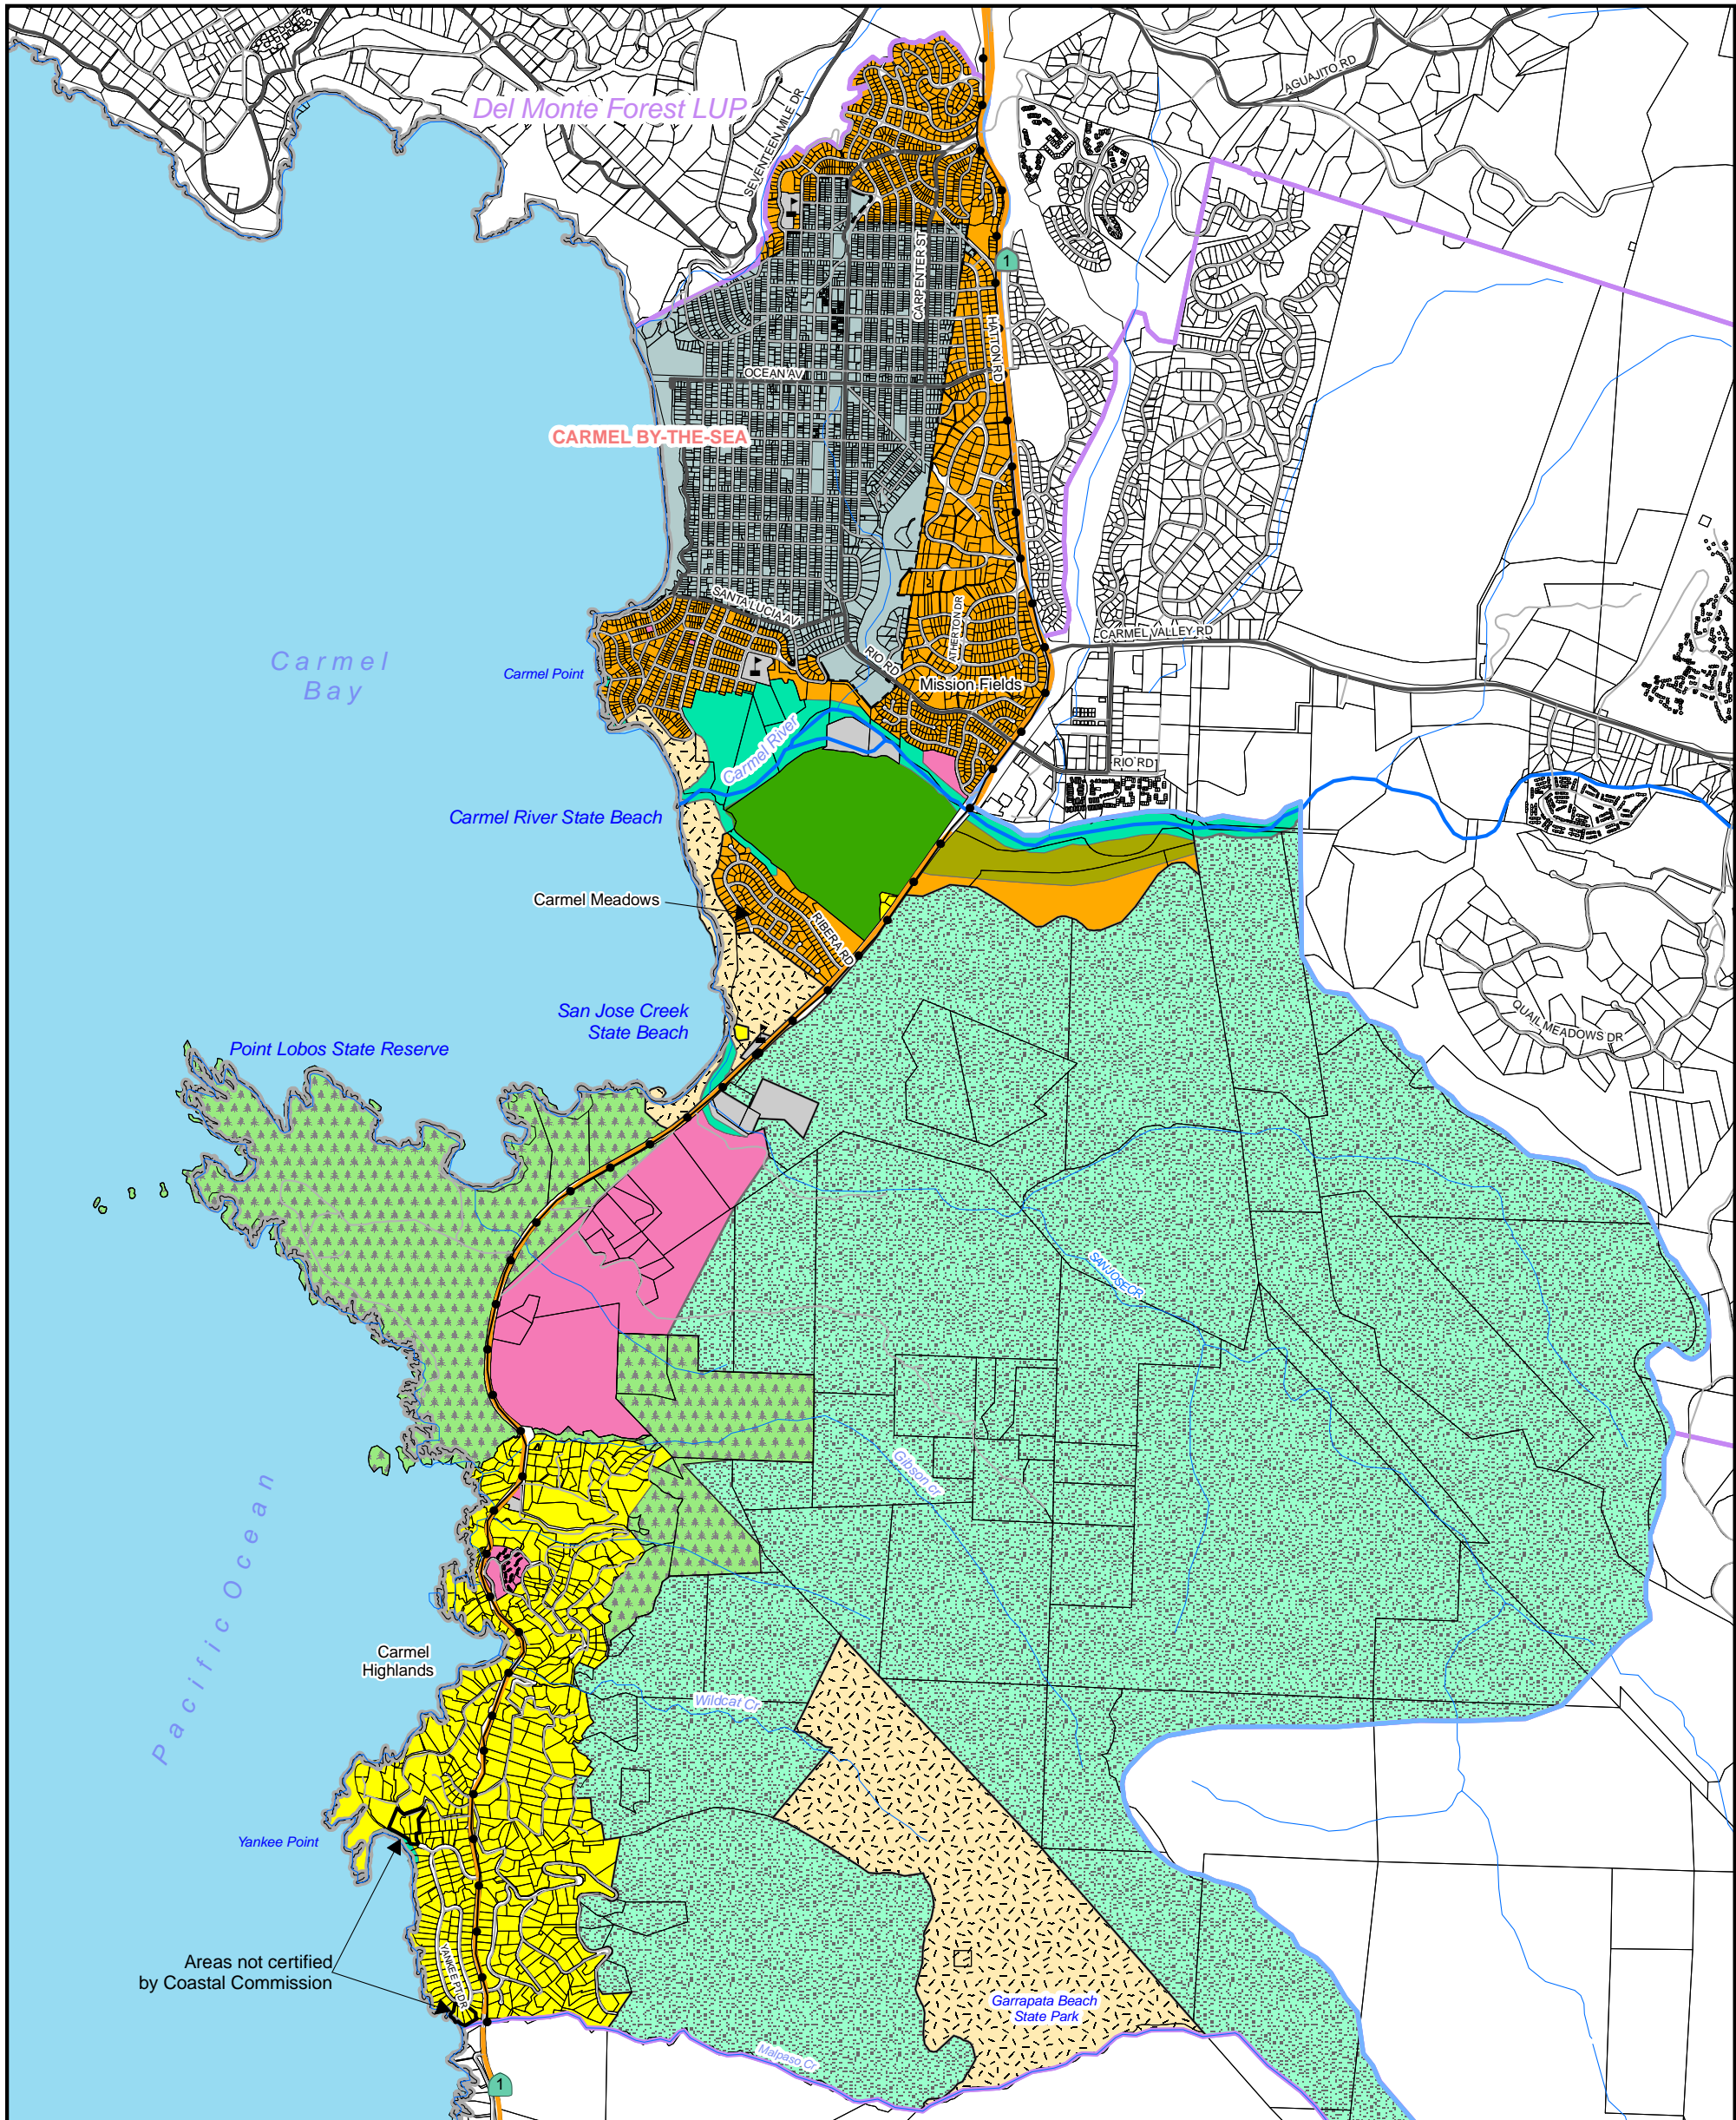 AGUAJITO RD
Del Monte Forest LUP
SEVENTEEN MILE DR
CARPENTER ST
1
HATTON RD
OCEAN AV
CARMEL BY-THE-SEA
SANTA LUCIA AV
ATHERTON DR
CARMEL VALLEY RD
RIO RD
Carmel
Bay
Carmel Point
Mission Fields
Carmel River
RIO RD
Carmel River State Beach
Carmel Meadows
RIBERA RD
San Jose Creek
State Beach
QUAIL MEADOWS DR
Point Lobos State Reserve
SAN JOSE CR
Gibson Cr
Pacific Ocean
Carmel
Highlands
Wildcat Cr
Yankee Point
Areas not certified
by Coastal Commission
YANKEE PT DR
Garrapata Beach
State Park
Malpaso Cr
1